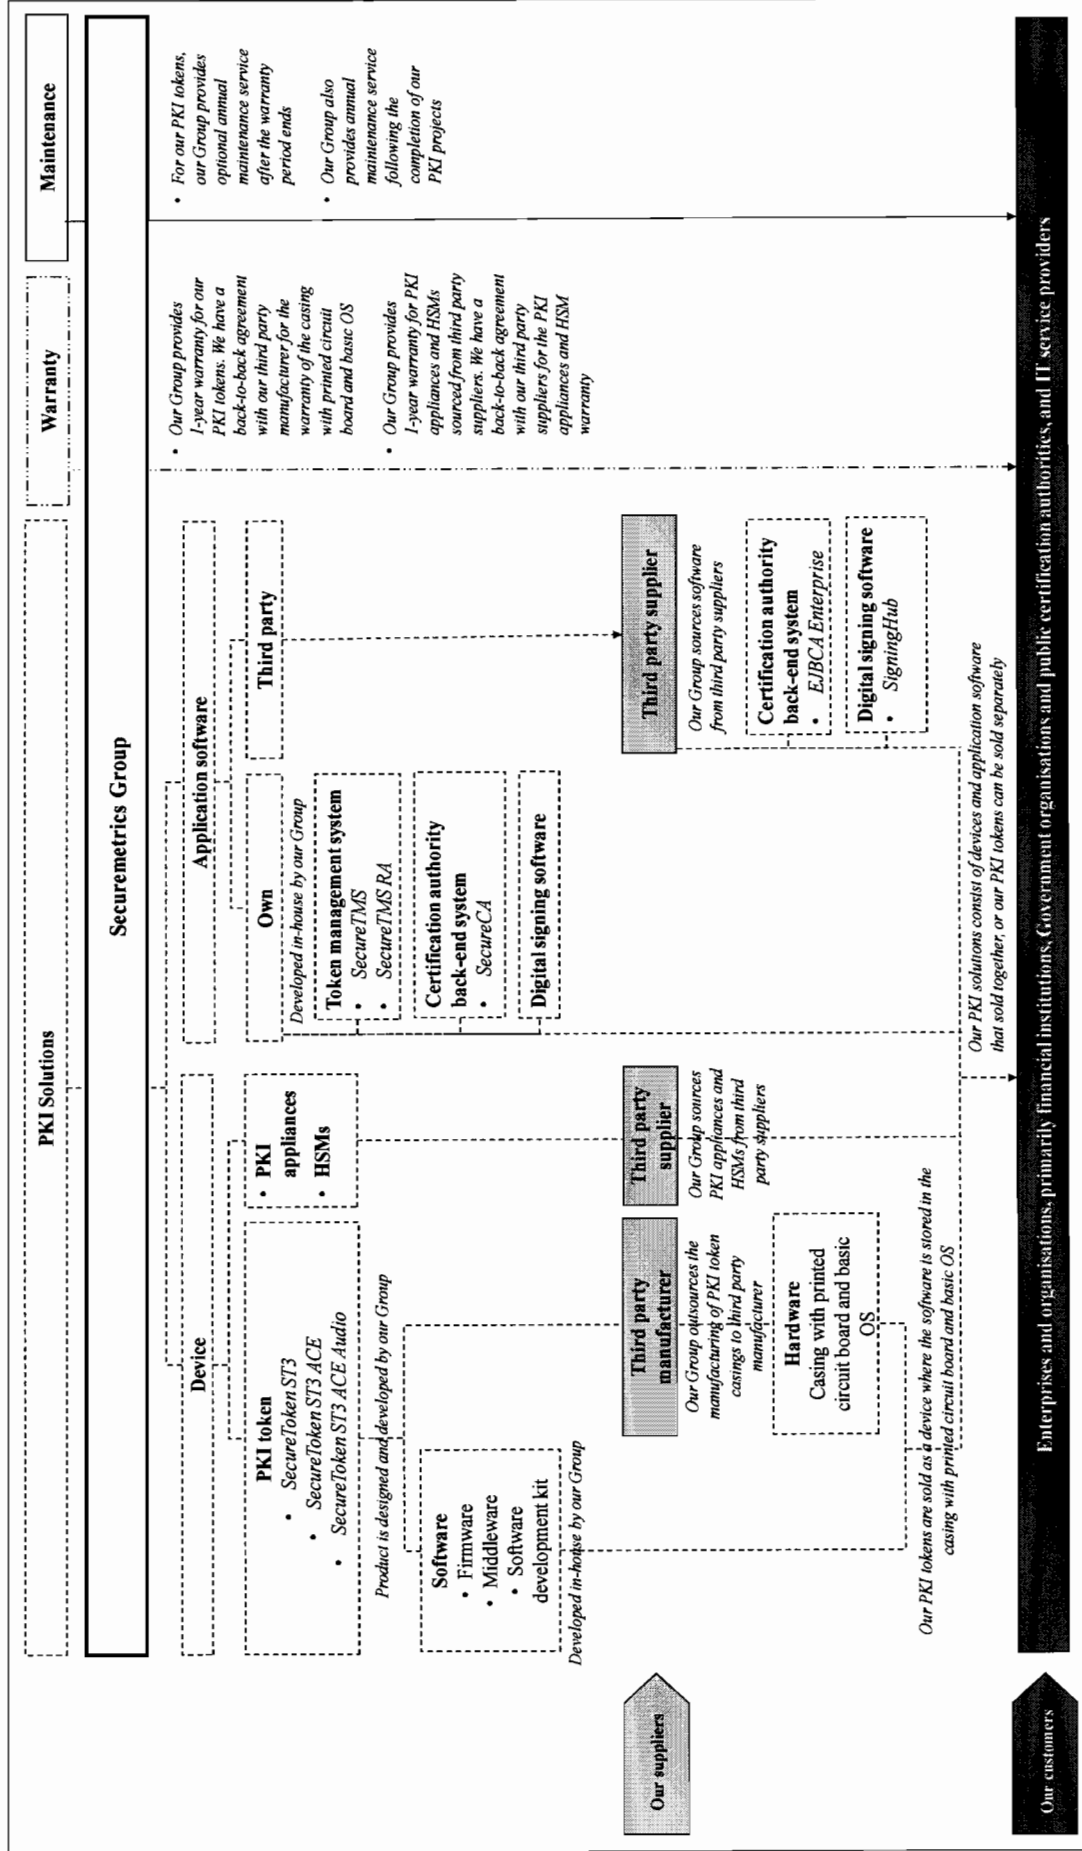 PKI Solutions
Warranty
Maintenance
Securemetrics Group
Device
Application software
PKI token
• SecureToken ST3
• SecureToken ST3 ACE
• SecureToken ST3 ACE Audio
Product is designed and developed by our Group
• PKI
appliances
• HSMs
Own
Developed in-house by our Group
Third party
Token management system
• SecureTMS
• SecureTMS RA
Certification authority
back-end system
• SecureCA
Digital signing software
Software
• Firmware
• Middleware
• Software
development kit
Developed in-house by our Group
• Our Group provides
1-year warranty for our
PKI tokens. We have a
back-to-back agreement
with our third party
manufacturer for the
warranty of the casing
with printed circuit
board and basic OS
• Our Group provides
1-year warranty for PKI
appliances and HSMs
sourced from third party
suppliers. We have a
back-to-back agreement
with our third party
suppliers for the PKI
appliances and HSM
warranty
• For our PKI tokens,
our Group provides
optional annual
maintenance service
after the warranty
period ends
• Our Group also
provides annual
maintenance service
following the
completion of our
PKI projects
Our suppliers
Third party
manufacturer
Our Group outsources the
manufacturing of PKI token
casings to third party
manufacturer
Hardware
Casing with printed
circuit board and basic
OS
Third party
supplier
Our Group sources
PKI appliances and
HSMs from third
party suppliers
Third party supplier
Our Group sources software
from third party suppliers
Certification authority
back-end system
• EJBCA Enterprise
Digital signing software
• SigningHub
Our PKI tokens are sold as a device where the software is stored in the
casing with printed circuit board and basic OS
Our PKI solutions consist of devices and application software
that sold together, or our PKI tokens can be sold separately
Our customers
Enterprises and organisations, primarily financial institutions, Government organisations and public certification authorities, and IT service providers